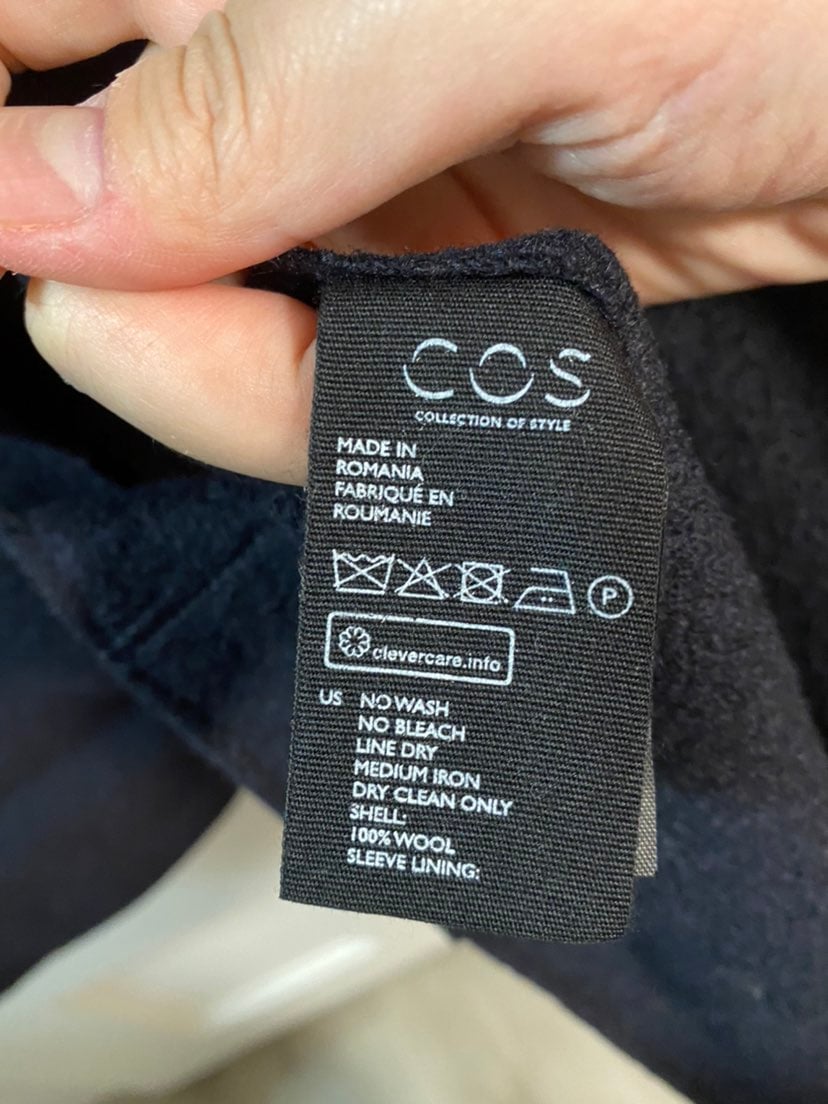 COS
COLLECTION OF STYLE
MADE IN
ROMANIA
FABRIQUÉ EN
ROUMANIE
P
clevercare.info
US NO WASH
NO BLEACH
LINE DRY
MEDIUM IRON
DRY CLEAN ONLY
SHELL:
100% WOOL
SLEEVE LINING: